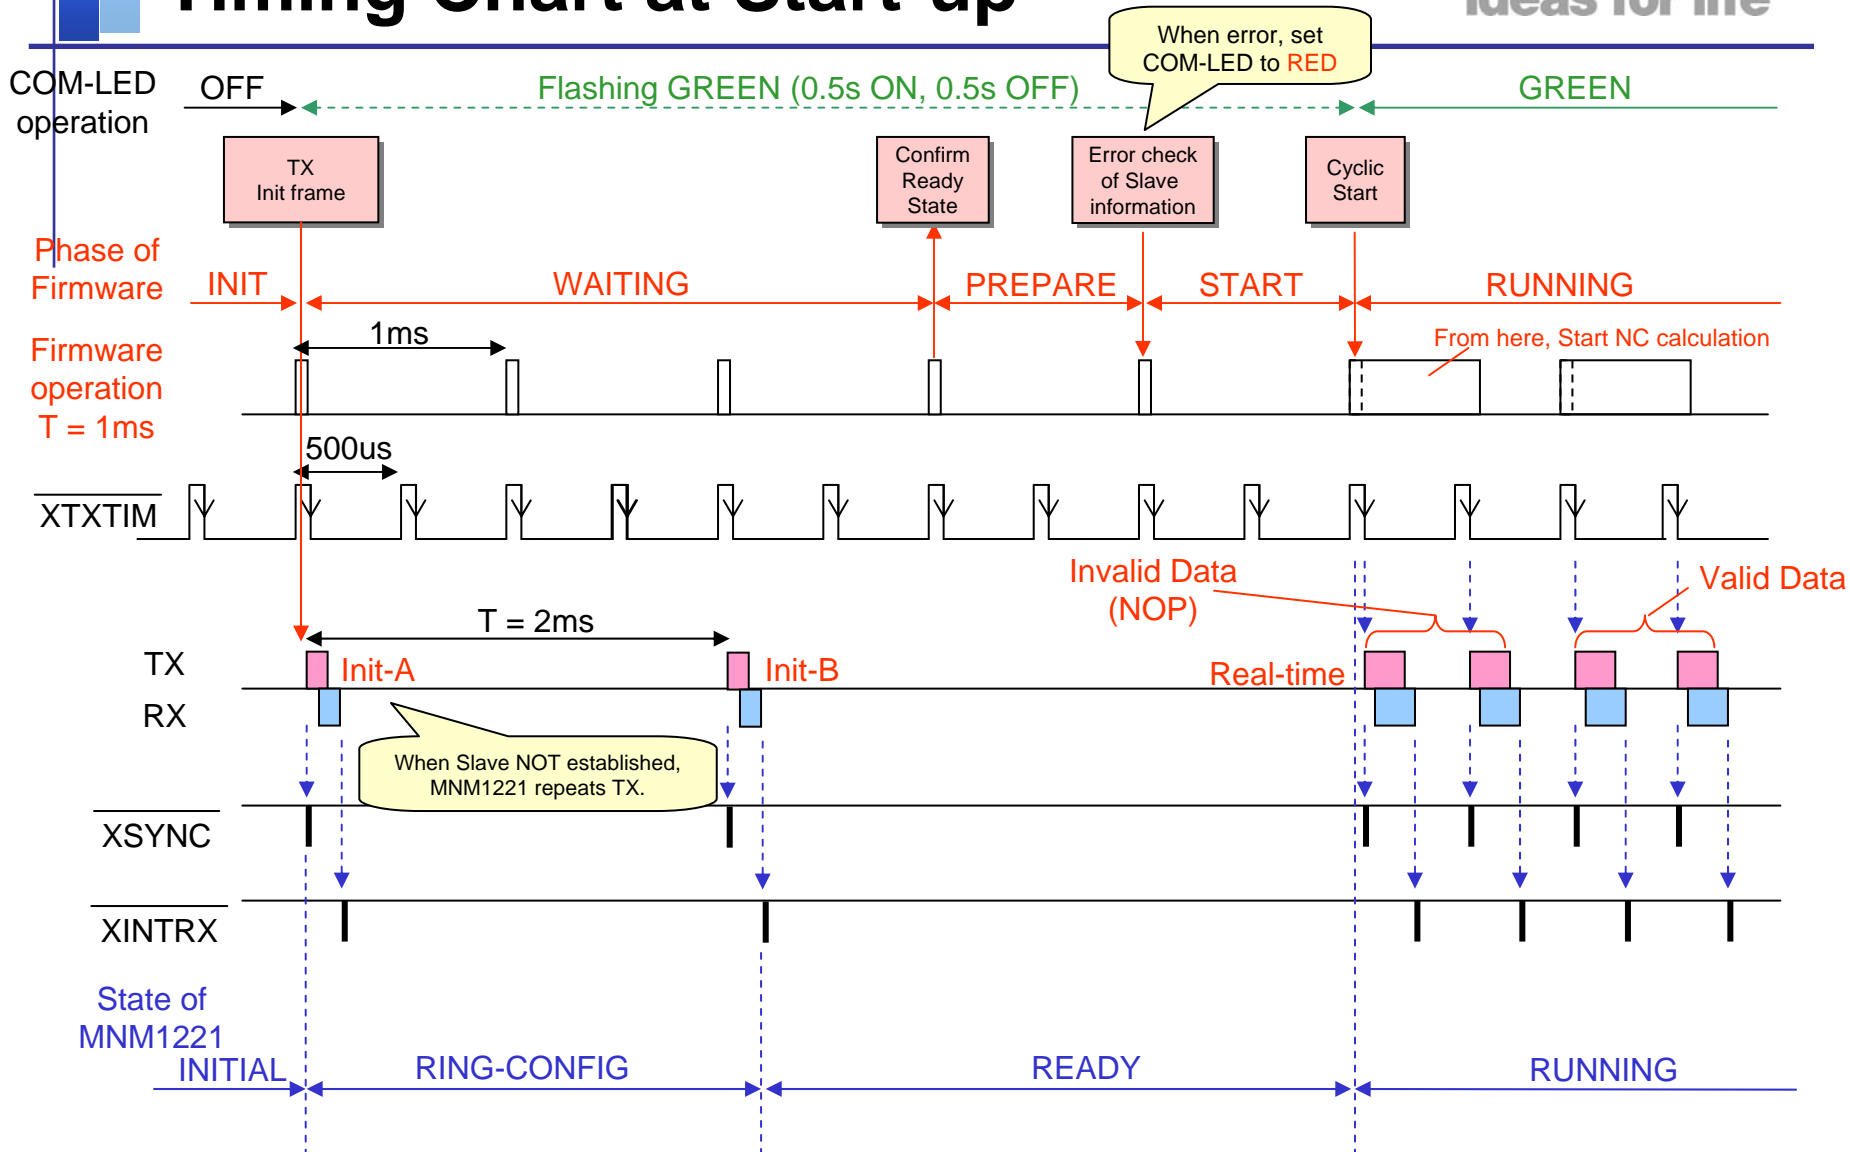 Timing Chart at Start-up
ideas for life
When error, set
COM-LED to RED
COM-LED
operation
OFF
Flashing GREEN (0.5s ON, 0.5s OFF)
GREEN
TX
Init frame
Confirm
Ready
State
Error check
of Slave
information
Cyclic
Start
Phase of
Firmware
INIT
WAITING
PREPARE
START
RUNNING
Firmware
operation
T = 1ms
1ms
From here, Start NC calculation
500us
XTXTIM
Invalid Data
(NOP)
Valid Data
T = 2ms
TX
RX
Init-A
Init-B
Real-time
When Slave NOT established,
MNM1221 repeats TX.
XSYNC
XINTRX
State of
MNM1221
INITIAL
RING-CONFIG
READY
RUNNING